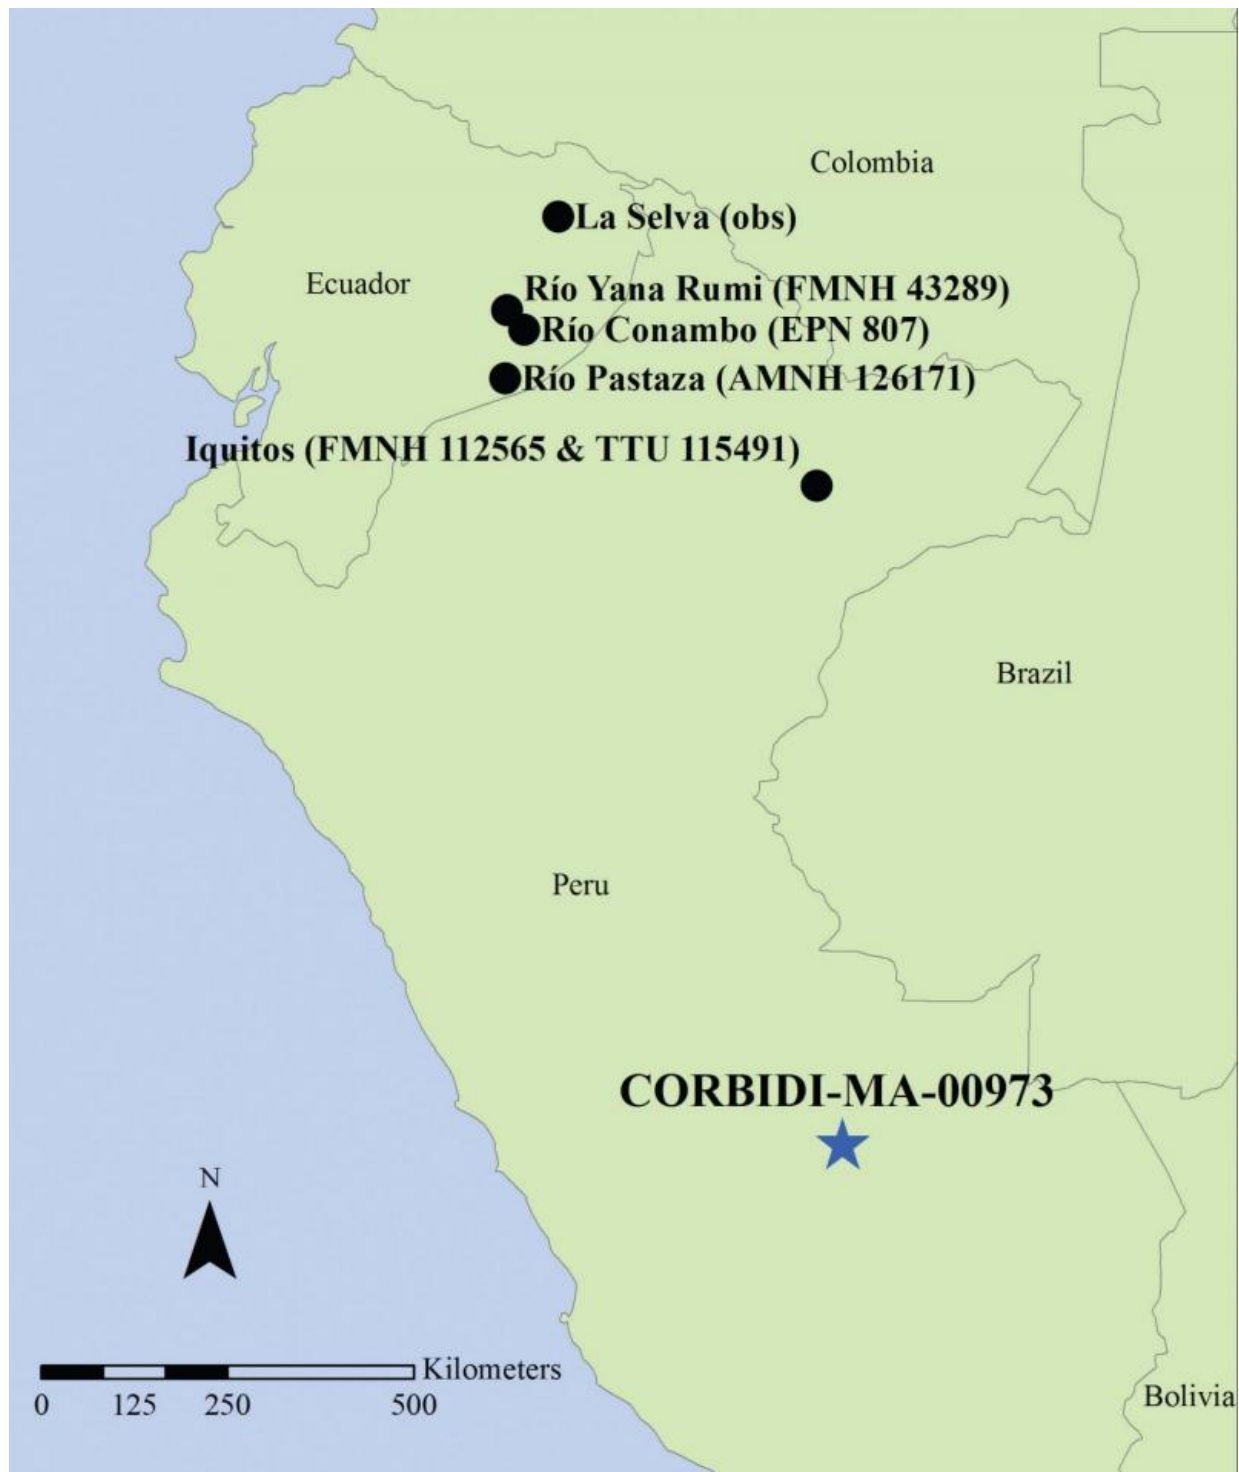 Colombia
La Selva (obs)
Ecuador
Río Yana Rumi (FMNH 43289)
Río Conambo (EPN 807)
Río Pastaza (AMNH 126171)
Iquitos (FMNH 112565 & TTU 115491)
Brazil
Peru
CORBIDI-MA-00973
N
Kilometers
0 125 250 500
Bolivia